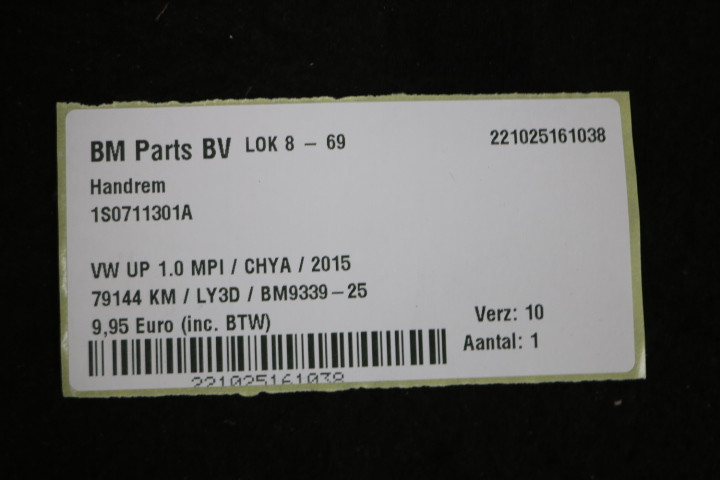 BM Parts BV LOK 8 - 69 221025161038
Handrem
1S0711301A
VW UP 1.0 MPI / CHYA / 2015
79144 KM / LY3D / BM9339-25
9,95 Euro (inc. BTW)
Verz: 10
Aantal: 1
221025161038